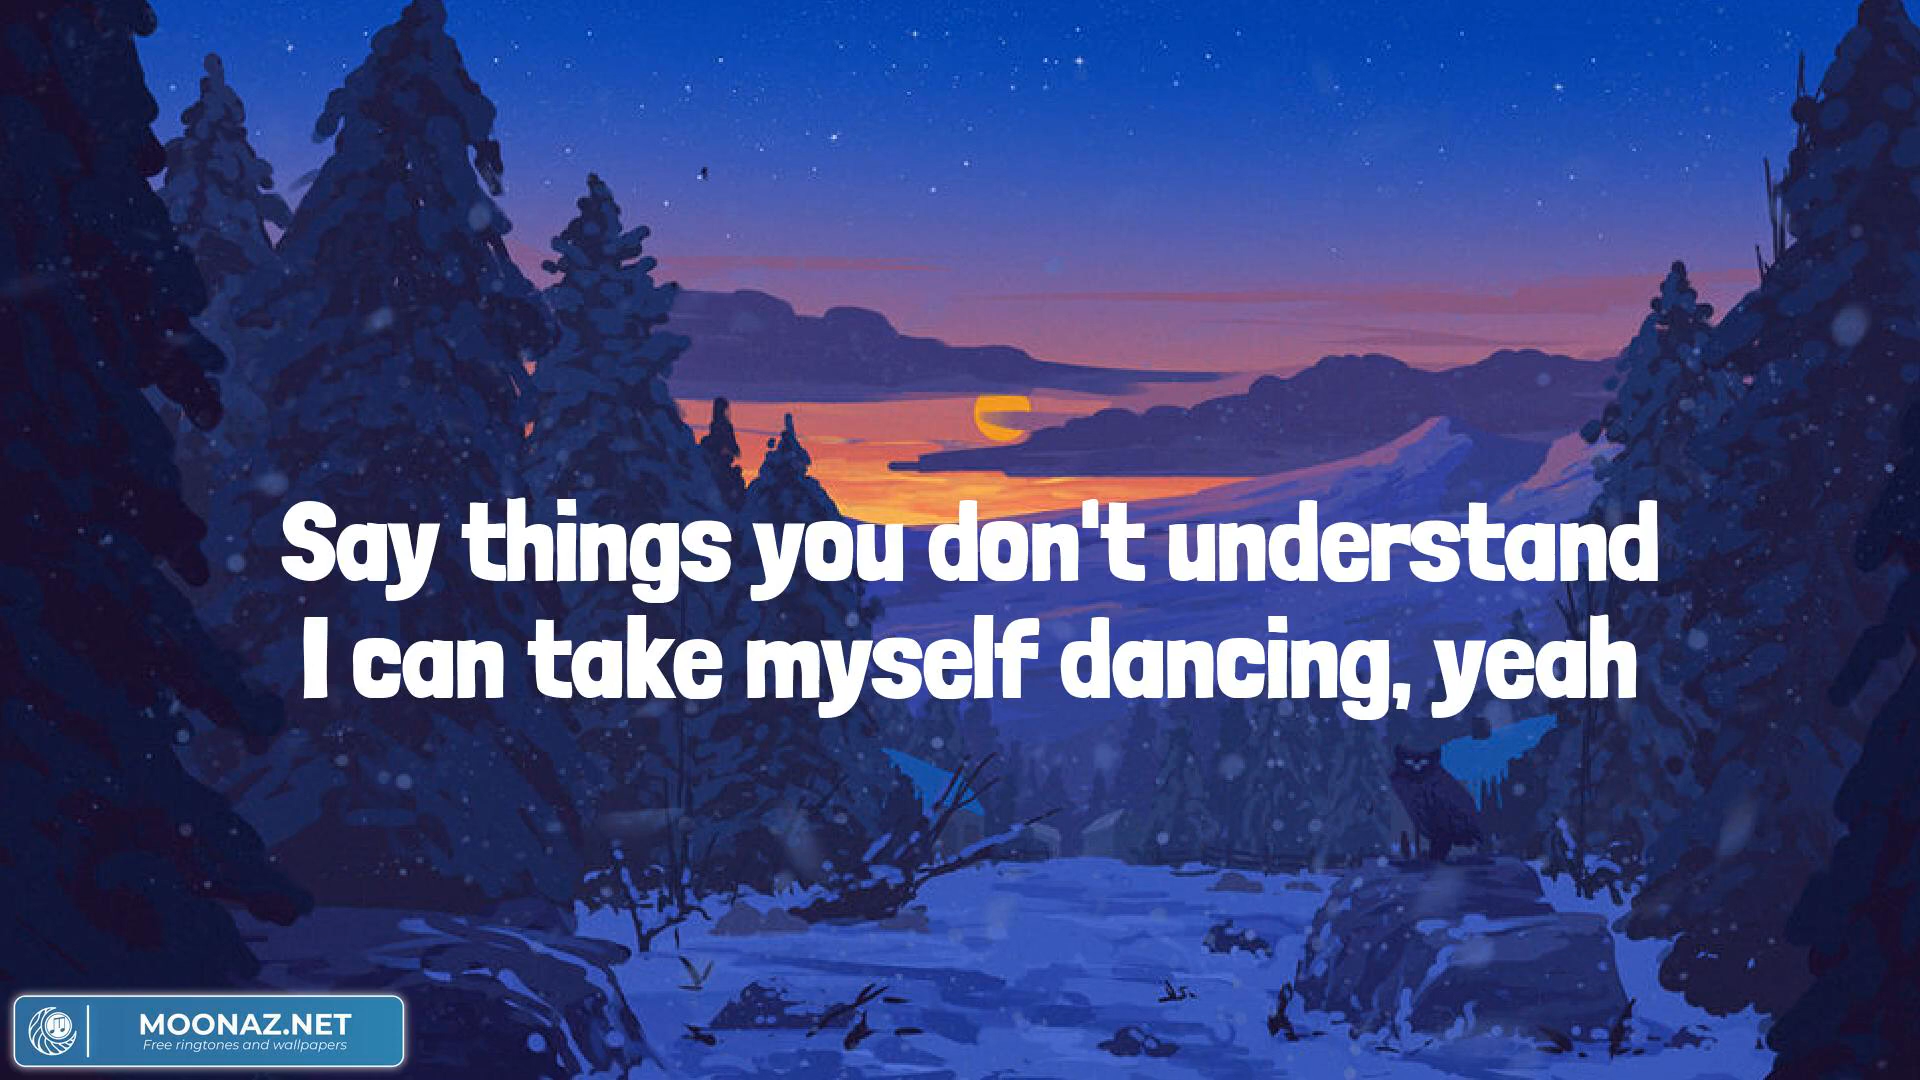 Say things you don't understand
I can take myself dancing, yeah
MOONAZ.NET
Free ringtones and wallpapers